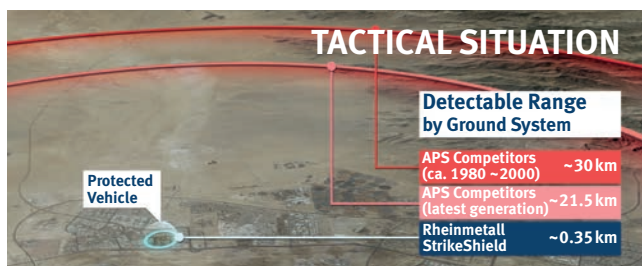 TACTICAL SITUATION
Detectable Range
by Ground System
APS Competitors
(ca. 1980 ~2000)
~30 km
APS Competitors
(latest generation)
~21.5 km
Rheinmetall
StrikeShield
~0.35 km
Protected
Vehicle